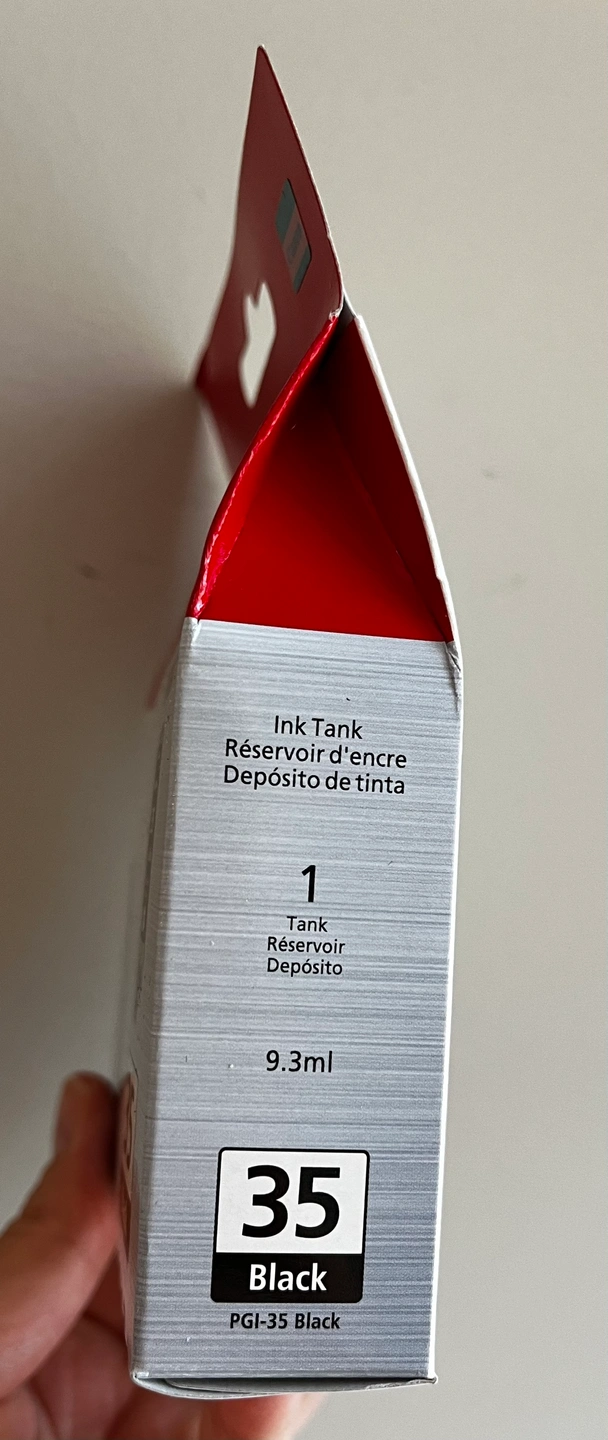 Ink Tank
Réservoir d'encre
Depósito de tinta
1
Tank
Réservoir
Depósito
9.3ml
35
Black
PGI-35 Black